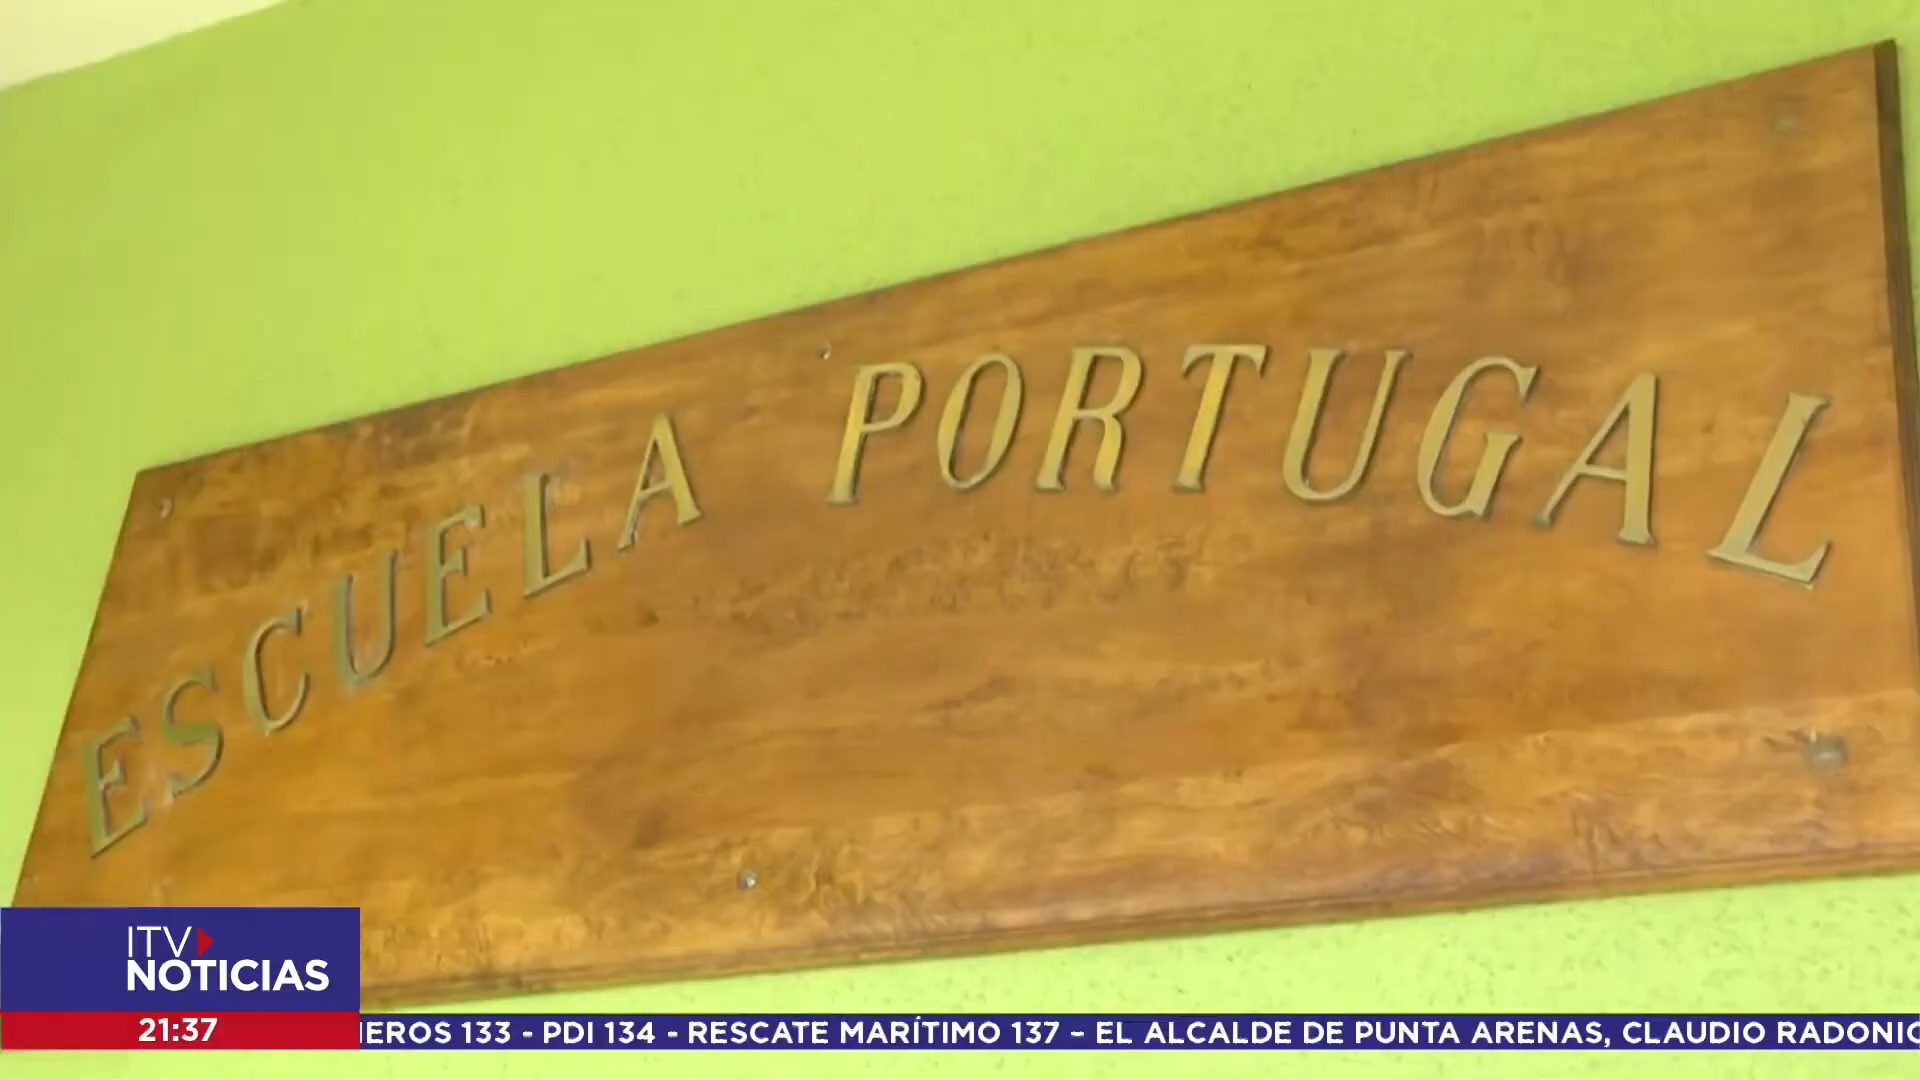 ESCUELA PORTUGAL
ITV
NOTICIAS
21:37
NEROS 133 - PDI 134 - RESCATE MARÍTIMO 137 – EL ALCALDE DE PUNTA ARENAS, CLAUDIO RADONIC